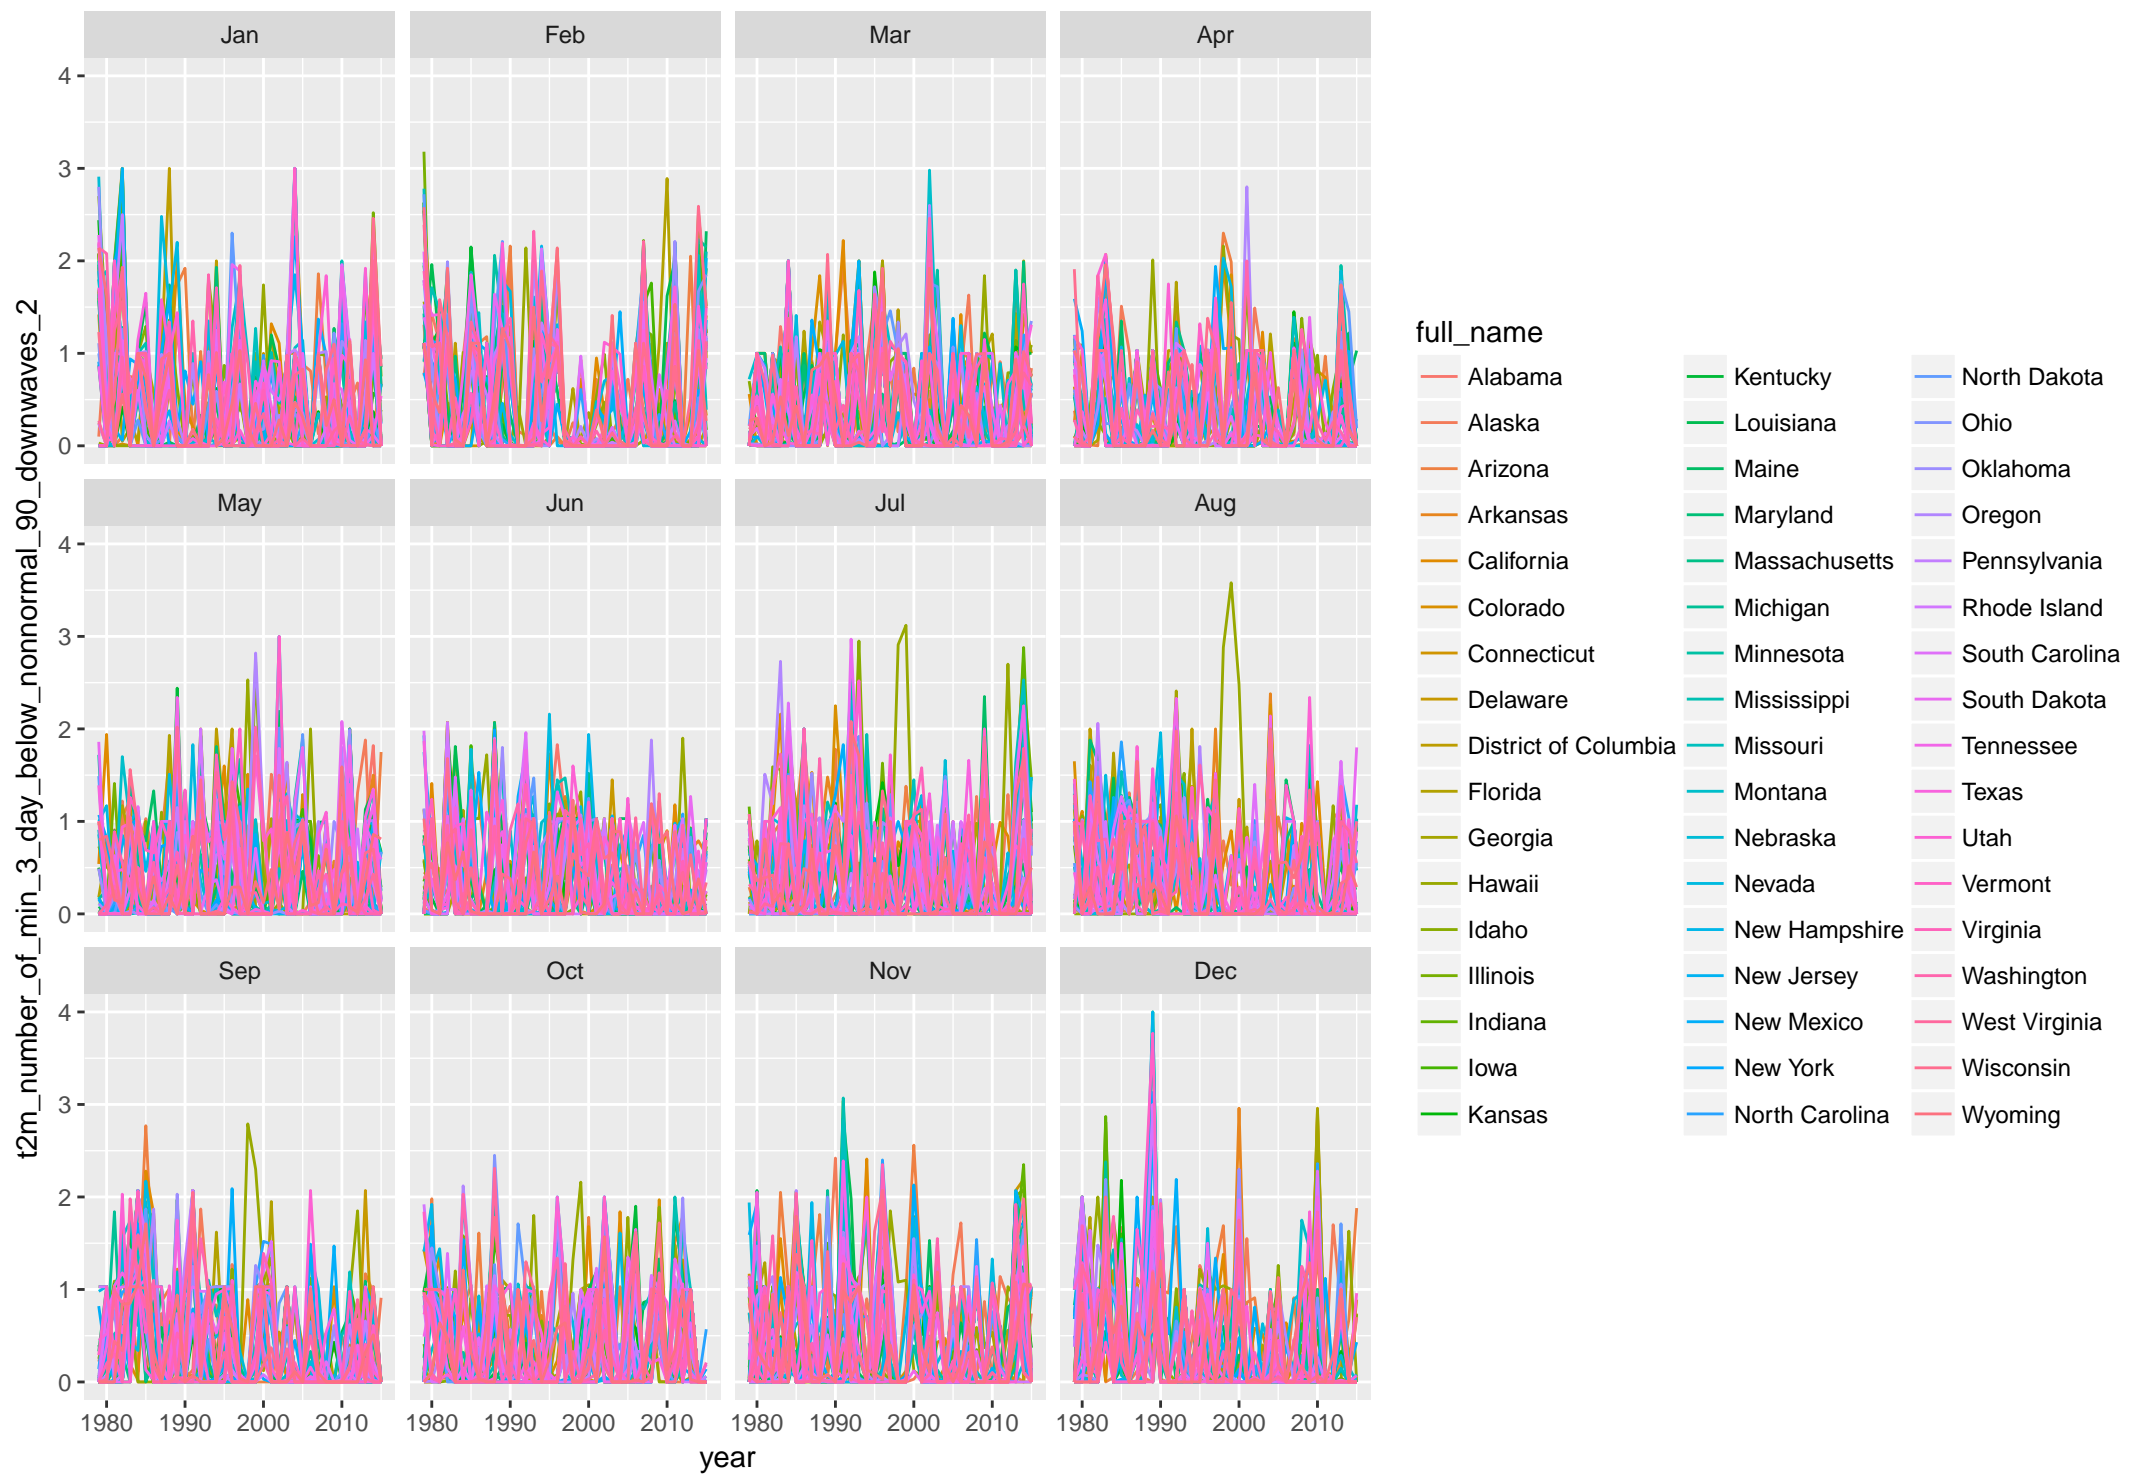 Jan Feb Mar Apr
4
3
2
1
0
May Jun Jul Aug
4
3
2
1
0
Sep Oct Nov Dec
4
3
2
1
0
1980 1990 2000 2010 1980 1990 2000 2010 1980 1990 2000 2010 1980 1990 2000 2010
year
t2m_number_of_min_3_day_below_nonnormal_90_downwaves_2
full_name
Alabama
Alaska
Arizona
Arkansas
California
Colorado
Connecticut
Delaware
District of Columbia
Florida
Georgia
Hawaii
Idaho
Illinois
Indiana
Iowa
Kansas
Kentucky
Louisiana
Maine
Maryland
Massachusetts
Michigan
Minnesota
Mississippi
Missouri
Montana
Nebraska
Nevada
New Hampshire
New Jersey
New Mexico
New York
North Carolina
North Dakota
Ohio
Oklahoma
Oregon
Pennsylvania
Rhode Island
South Carolina
South Dakota
Tennessee
Texas
Utah
Vermont
Virginia
Washington
West Virginia
Wisconsin
Wyoming